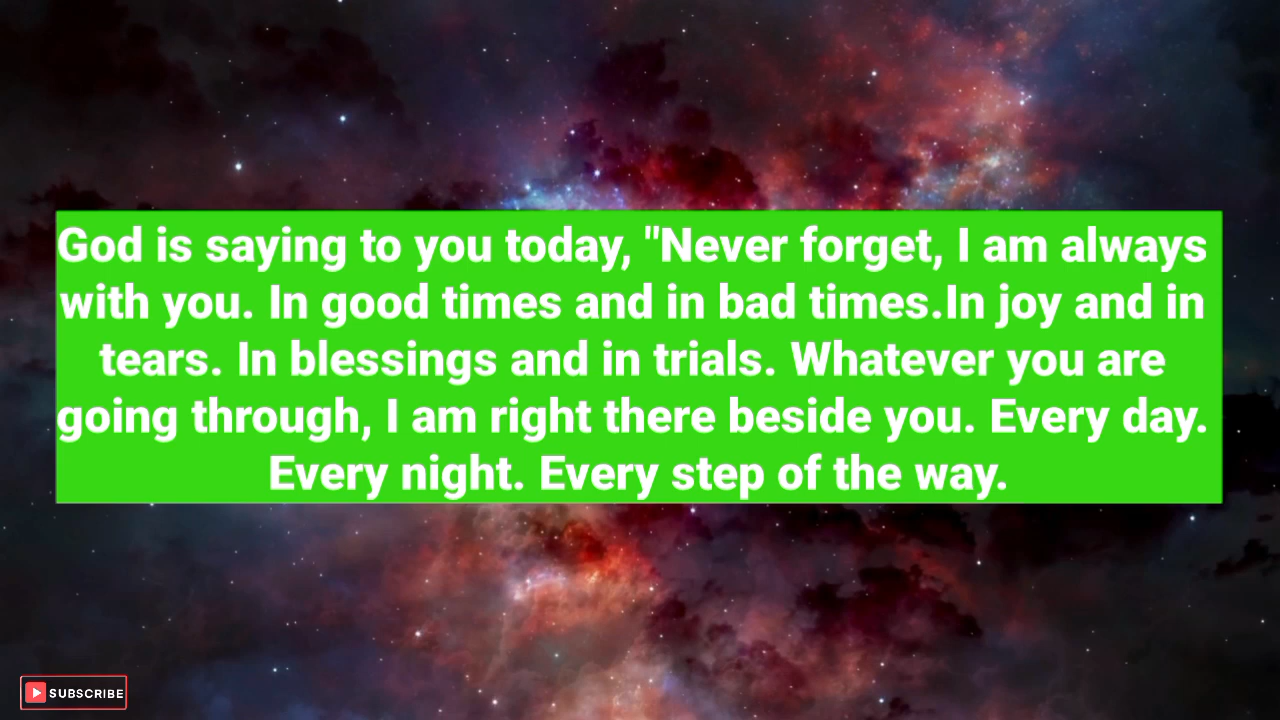 God is saying to you today, "Never forget, I am always
with you. In good times and in bad times.In joy and in
tears. In blessings and in trials. Whatever you are
going through, I am right there beside you. Every day.
Every night. Every step of the way.
SUBSCRIBE